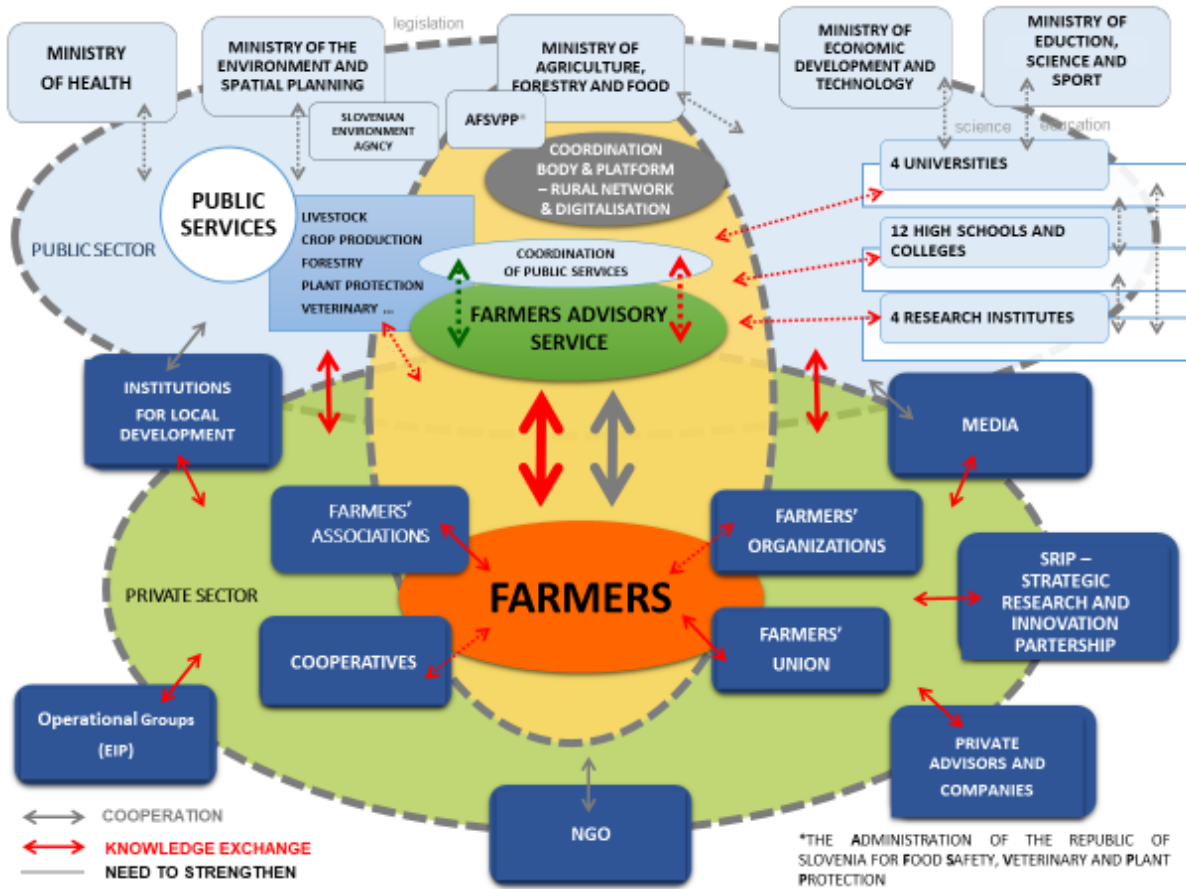 legislation
MINISTRY
OF HEALTH
MINISTRY OF THE
ENVIRONMENT AND
SPATIAL PLANNING
MINISTRY OF
AGRICULTURE,
FORESTRY AND FOOD
MINISTRY OF
ECONOMIC
DEVELOPMENT AND
TECHNOLOGY
MINISTRY OF
EDUCTION,
SCIENCE AND
SPORT
SLOVENIAN
ENVIRONMENT
AGNCY
AFSVPP*
science
education
COORDINATION
BODY & PLATFORM
– RURAL NETWORK
& DIGITALISATION
4 UNIVERSITIES
PUBLIC
SERVICES
PUBLIC SECTOR
LIVESTOCK
CROP PRODUCTION
FORESTRY
PLANT PROTECTION
VETERINARY ...
COORDINATION
OF PUBLIC SERVICES
12 HIGH SCHOOLS AND
COLLEGES
FARMERS ADVISORY
SERVICE
4 RESEARCH INSTITUTES
INSTITUTIONS
FOR LOCAL
DEVELOPMENT
MEDIA
FARMERS'
ASSOCIATIONS
FARMERS'
ORGANIZATIONS
PRIVATE SECTOR
FARMERS
SRIP –
STRATEGIC
RESEARCH AND
INNOVATION
PARTERSHIP
COOPERATIVES
FARMERS'
UNION
Operational Groups
(EIP)
PRIVATE
ADVISORS AND
COMPANIES
NGO
COOPERATION
KNOWLEDGE EXCHANGE
NEED TO STRENGTHEN
*THE ADMINISTRATION OF THE REPUBLIC OF
SLOVENIA FOR FOOD SAFETY, VETERINARY AND PLANT
PROTECTION